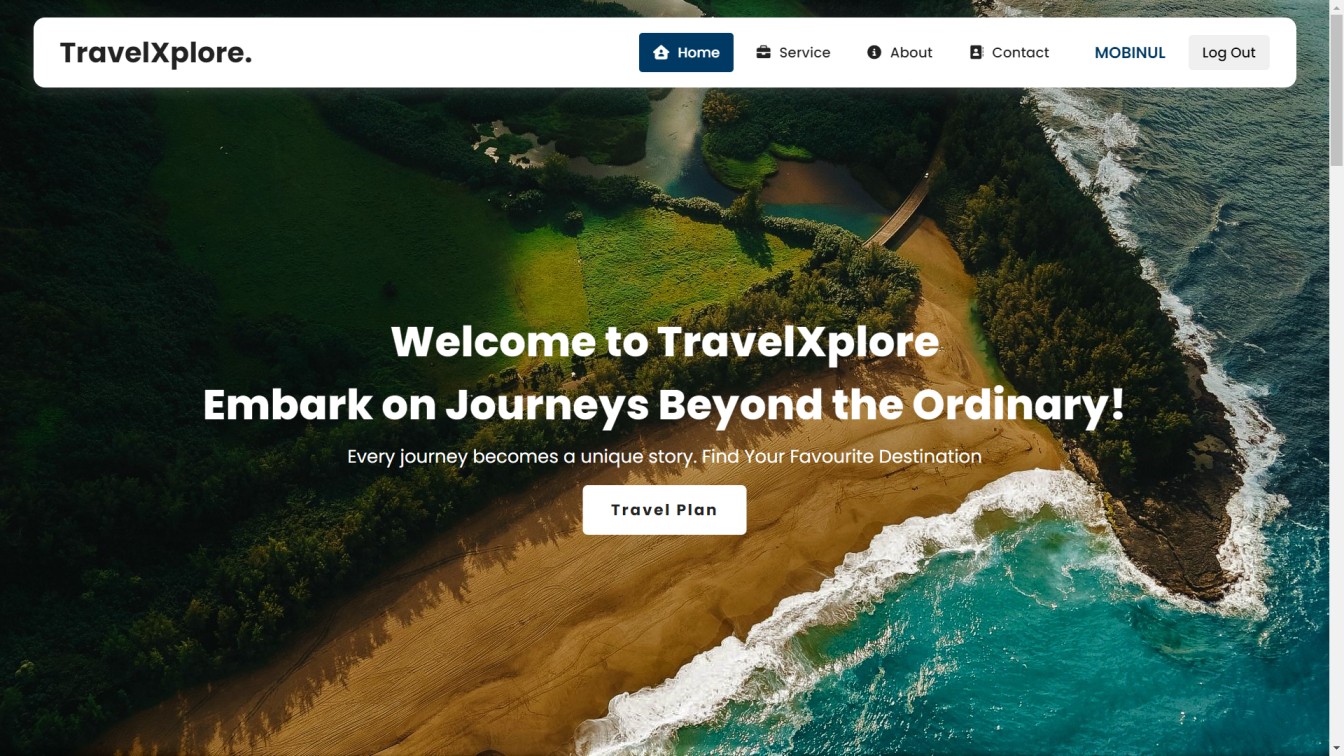 TravelXplore.
Home
Service
About
Contact
MOBINUL
Log Out
Welcome to TravelXplore
Embark on Journeys Beyond the Ordinary!
Every journey becomes a unique story. Find Your Favourite Destination
Travel Plan